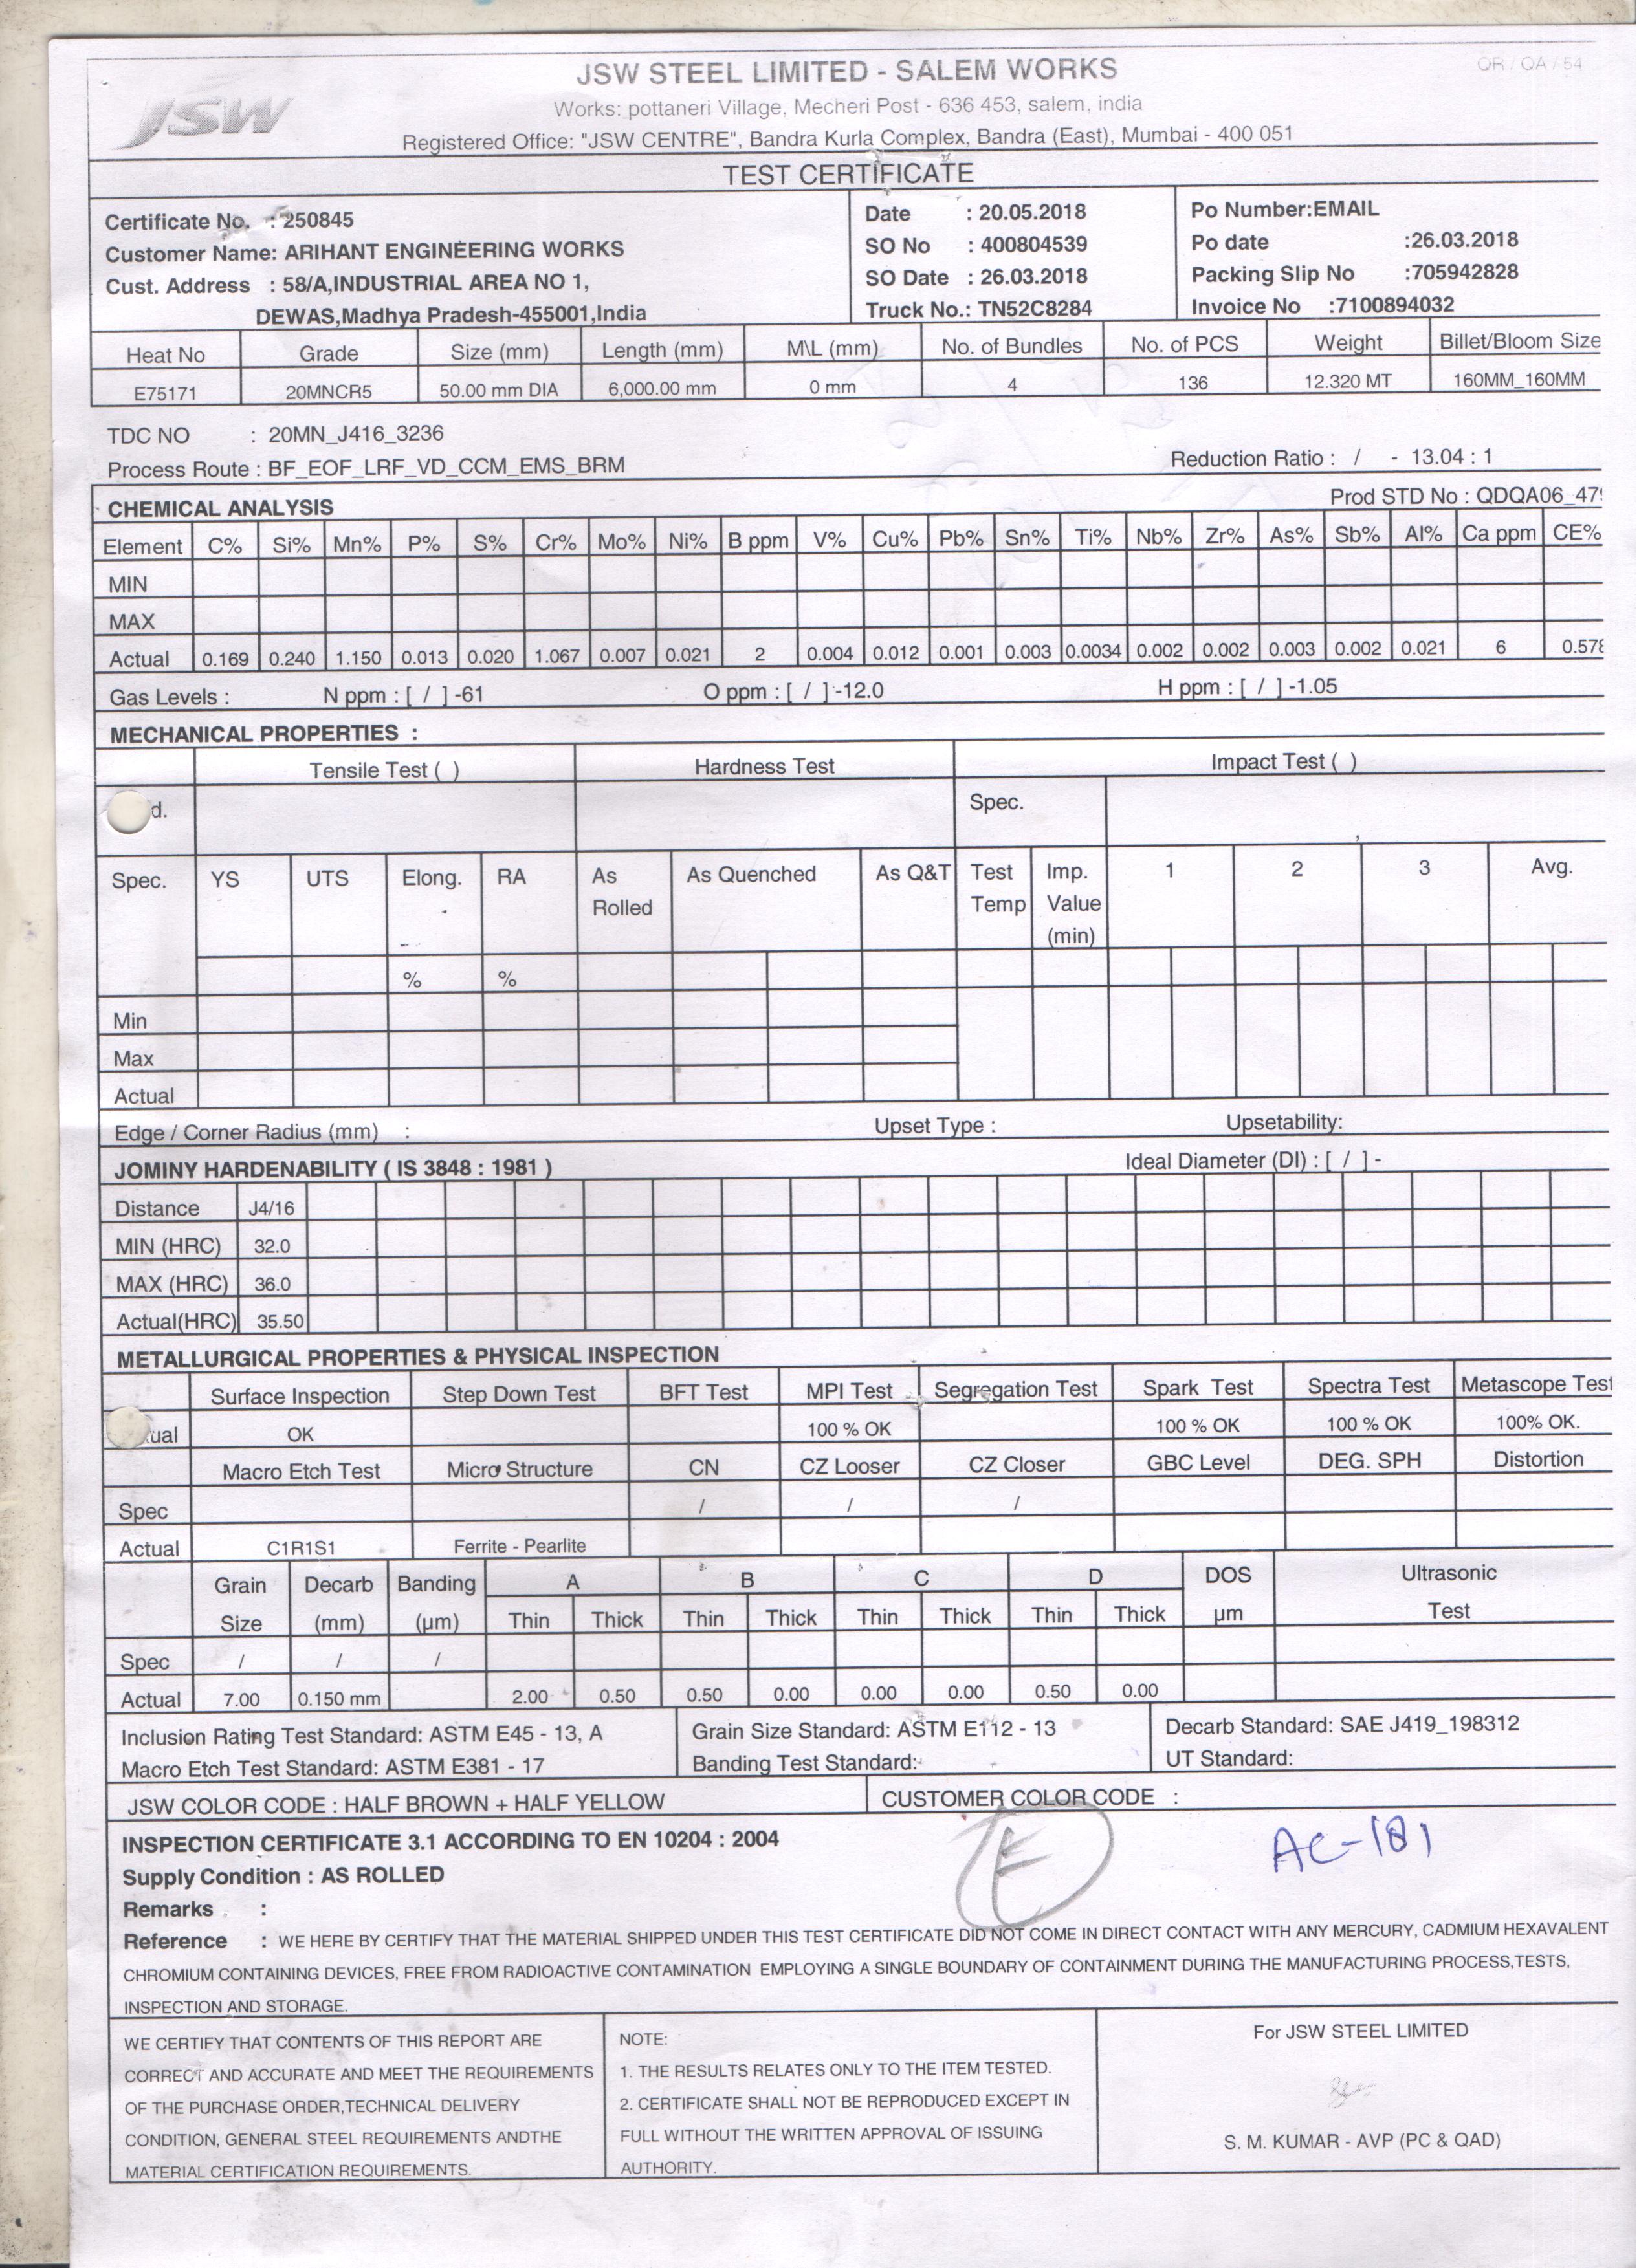 QR / QA / 54
JSW STEEL LIMITED - SALEM WORKS
JSW
Works: pottaneri Village, Mecheri Post - 636 453, salem, india
Registered Office: "JSW CENTRE", Bandra Kurla Complex, Bandra (East), Mumbai - 400 051
TEST CERTIFICATE
Certificate No. : 250845
Customer Name: ARIHANT ENGINEERING WORKS
Cust. Address : 58/A,INDUSTRIAL AREA NO 1,
DEWAS,Madhya Pradesh-455001,India
Date : 20.05.2018
SO No : 400804539
SO Date : 26.03.2018
Truck No.: TN52C8284
Po Number:EMAIL
Po date :26.03.2018
Packing Slip No :705942828
Invoice No :7100894032
Heat No Grade Size (mm) Length (mm) M\L (mm) No. of Bundles No. of PCS Weight Billet/Bloom Size
E75171 20MNCR5 50.00 mm DIA 6,000.00 mm 0 mm 4 136 12.320 MT 160MM_160MM
TDC NO : 20MN_J416_3236
Process Route : BF_EOF_LRF_VD_CCM_EMS_BRM Reduction Ratio : / - 13.04 : 1
CHEMICAL ANALYSIS Prod STD No : QDQA06_47
Element C% Si% Mn% P% S% Cr% Mo% Ni% B ppm V% Cu% Pb% Sn% Ti% Nb% Zr% As% Sb% Al% Ca ppm CE%
MIN
MAX
Actual 0.169 0.240 1.150 0.013 0.020 1.067 0.007 0.021 2 0.004 0.012 0.001 0.003 0.0034 0.002 0.002 0.003 0.002 0.021 6 0.578
Gas Levels : N ppm : [ / ] -61 O ppm : [ / ] -12.0 H ppm : [ / ] -1.05
MECHANICAL PROPERTIES :
Tensile Test ( ) Hardness Test Impact Test ( )
d. Spec.
Spec. YS UTS Elong. RA As Rolled As Quenched As Q&T Test Temp Imp. Value (min) 1 2 3 Avg.
% %
Min
Max
Actual
Edge / Corner Radius (mm) : Upset Type : Upsetability:
JOMINY HARDENABILITY ( IS 3848 : 1981 ) Ideal Diameter (DI) : [ / ] -
Distance J4/16
MIN (HRC) 32.0
MAX (HRC) 36.0
Actual(HRC) 35.50
METALLURGICAL PROPERTIES & PHYSICAL INSPECTION
Surface Inspection Step Down Test BFT Test MPI Test Segregation Test Spark Test Spectra Test Metascope Test
ual OK 100 % OK 100 % OK 100 % OK 100% OK.
Macro Etch Test Micro Structure CN CZ Looser CZ Closer GBC Level DEG. SPH Distortion
Spec / / /
Actual C1R1S1 Ferrite - Pearlite
Grain Size Decarb (mm) Banding (µm) A B C D DOS µm Ultrasonic Test
Thin Thick Thin Thick Thin Thick Thin Thick
Spec / / /
Actual 7.00 0.150 mm 2.00 0.50 0.50 0.00 0.00 0.00 0.50 0.00
Inclusion Rating Test Standard: ASTM E45 - 13, A Grain Size Standard: ASTM E112 - 13 Decarb Standard: SAE J419_198312
Macro Etch Test Standard: ASTM E381 - 17 Banding Test Standard: UT Standard:
JSW COLOR CODE : HALF BROWN + HALF YELLOW CUSTOMER COLOR CODE :
INSPECTION CERTIFICATE 3.1 ACCORDING TO EN 10204 : 2004
E
AC-181
Supply Condition : AS ROLLED
Remarks :
Reference : WE HERE BY CERTIFY THAT THE MATERIAL SHIPPED UNDER THIS TEST CERTIFICATE DID NOT COME IN DIRECT CONTACT WITH ANY MERCURY, CADMIUM HEXAVALENT
CHROMIUM CONTAINING DEVICES, FREE FROM RADIOACTIVE CONTAMINATION EMPLOYING A SINGLE BOUNDARY OF CONTAINMENT DURING THE MANUFACTURING PROCESS,TESTS,
INSPECTION AND STORAGE.
WE CERTIFY THAT CONTENTS OF THIS REPORT ARE
CORRECT AND ACCURATE AND MEET THE REQUIREMENTS
OF THE PURCHASE ORDER,TECHNICAL DELIVERY
CONDITION, GENERAL STEEL REQUIREMENTS ANDTHE
MATERIAL CERTIFICATION REQUIREMENTS.
NOTE:
1. THE RESULTS RELATES ONLY TO THE ITEM TESTED.
2. CERTIFICATE SHALL NOT BE REPRODUCED EXCEPT IN
FULL WITHOUT THE WRITTEN APPROVAL OF ISSUING
AUTHORITY.
For JSW STEEL LIMITED
S. M. KUMAR - AVP (PC & QAD)